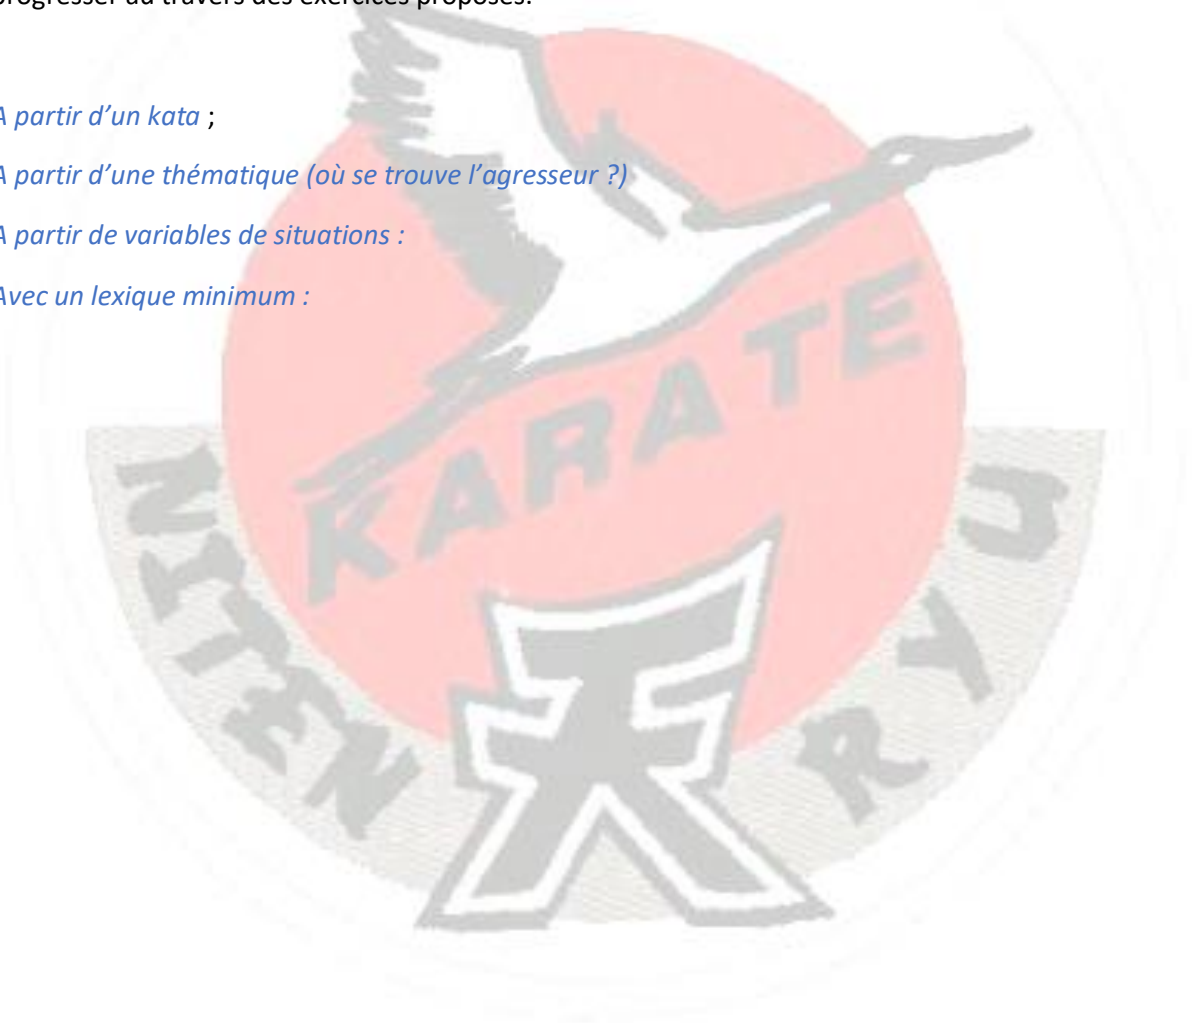 progresser au travers des exercices proposés.
A partir d’un kata ;
A partir d’une thématique (où se trouve l’agresseur ?)
A partir de variables de situations :
Avec un lexique minimum :
KARATE
NITEN RYU